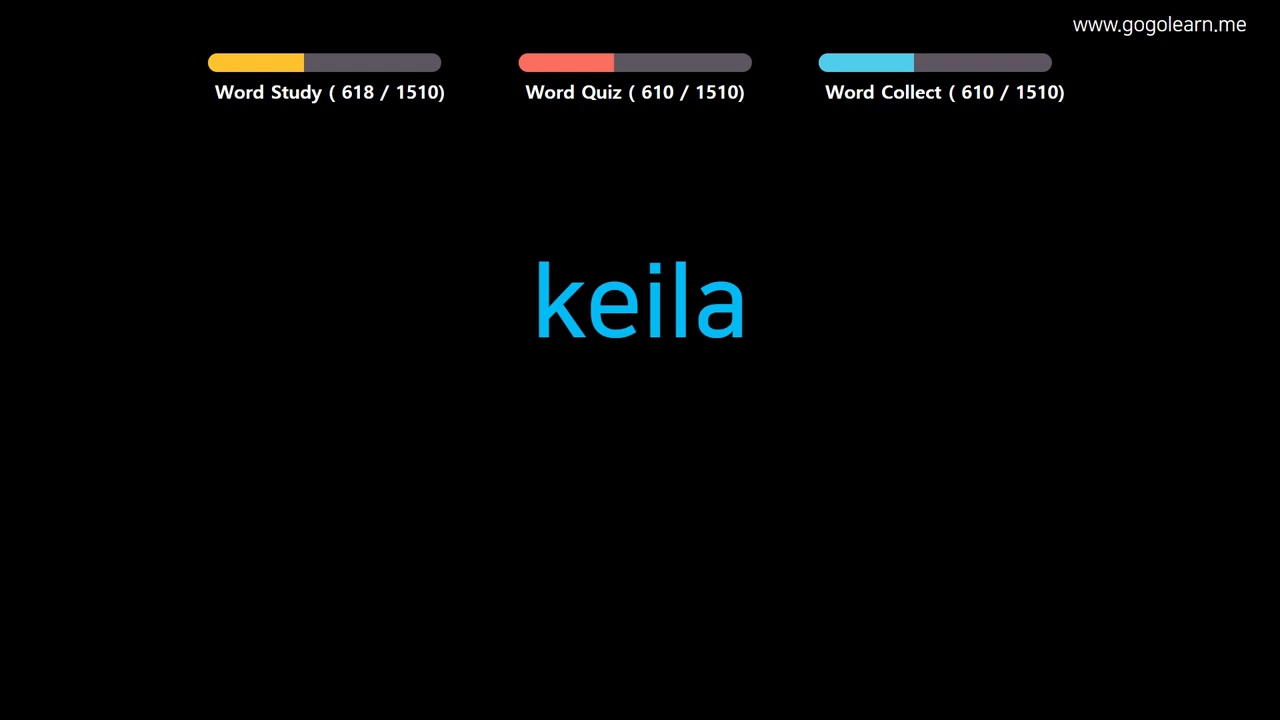 www.gogolearn.me
Word Study ( 618 / 1510)
Word Quiz ( 610 / 1510)
Word Collect ( 610 / 1510)
keila